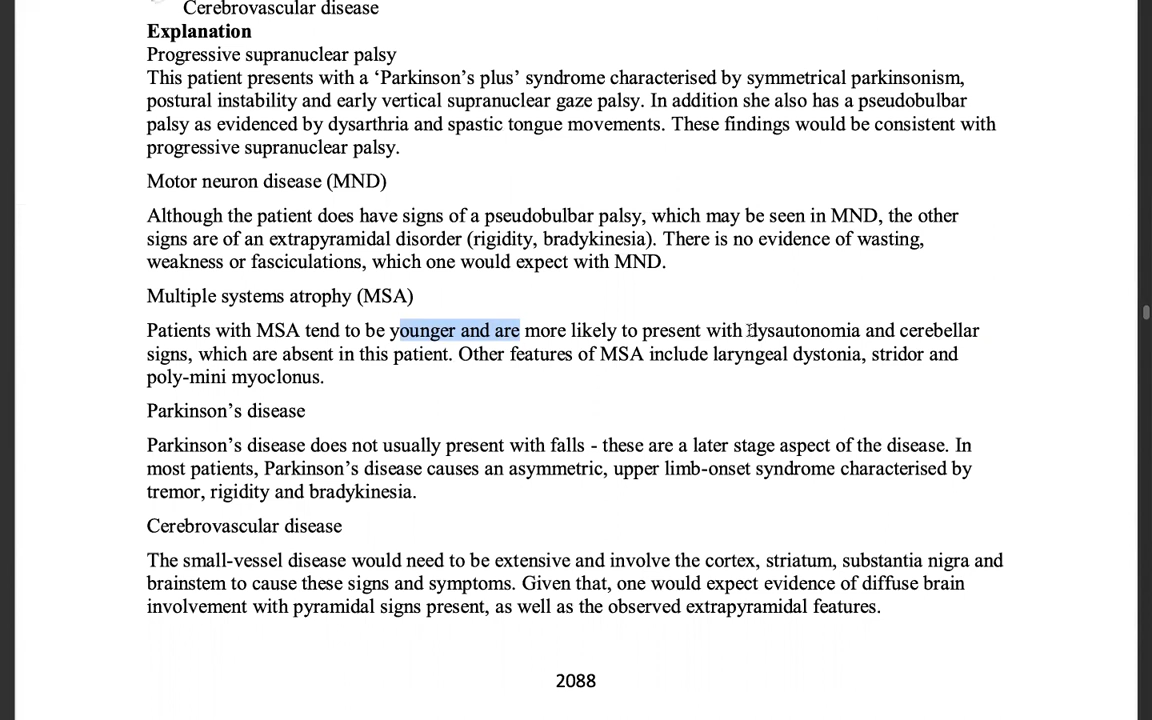 Cerebrovascular disease
Explanation
Progressive supranuclear palsy
This patient presents with a ‘Parkinson’s plus’ syndrome characterised by symmetrical parkinsonism,
postural instability and early vertical supranuclear gaze palsy. In addition she also has a pseudobulbar
palsy as evidenced by dysarthria and spastic tongue movements. These findings would be consistent with
progressive supranuclear palsy.
Motor neuron disease (MND)
Although the patient does have signs of a pseudobulbar palsy, which may be seen in MND, the other
signs are of an extrapyramidal disorder (rigidity, bradykinesia). There is no evidence of wasting,
weakness or fasciculations, which one would expect with MND.
Multiple systems atrophy (MSA)
Patients with MSA tend to be younger and are more likely to present with dysautonomia and cerebellar
signs, which are absent in this patient. Other features of MSA include laryngeal dystonia, stridor and
poly-mini myoclonus.
Parkinson’s disease
Parkinson’s disease does not usually present with falls - these are a later stage aspect of the disease. In
most patients, Parkinson’s disease causes an asymmetric, upper limb-onset syndrome characterised by
tremor, rigidity and bradykinesia.
Cerebrovascular disease
The small-vessel disease would need to be extensive and involve the cortex, striatum, substantia nigra and
brainstem to cause these signs and symptoms. Given that, one would expect evidence of diffuse brain
involvement with pyramidal signs present, as well as the observed extrapyramidal features.
2088